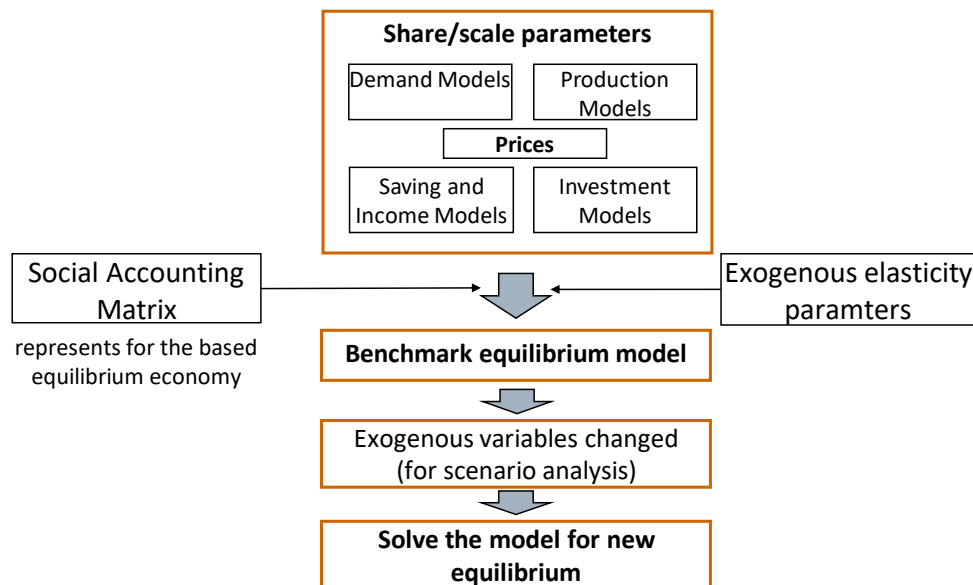 Share/scale parameters
Demand Models
Production
Models
Prices
Saving and
Income Models
Investment
Models
Social Accounting
Matrix
represents for the based
equilibrium economy
Exogenous elasticity
paramters
Benchmark equilibrium model
Exogenous variables changed
(for scenario analysis)
Solve the model for new
equilibrium